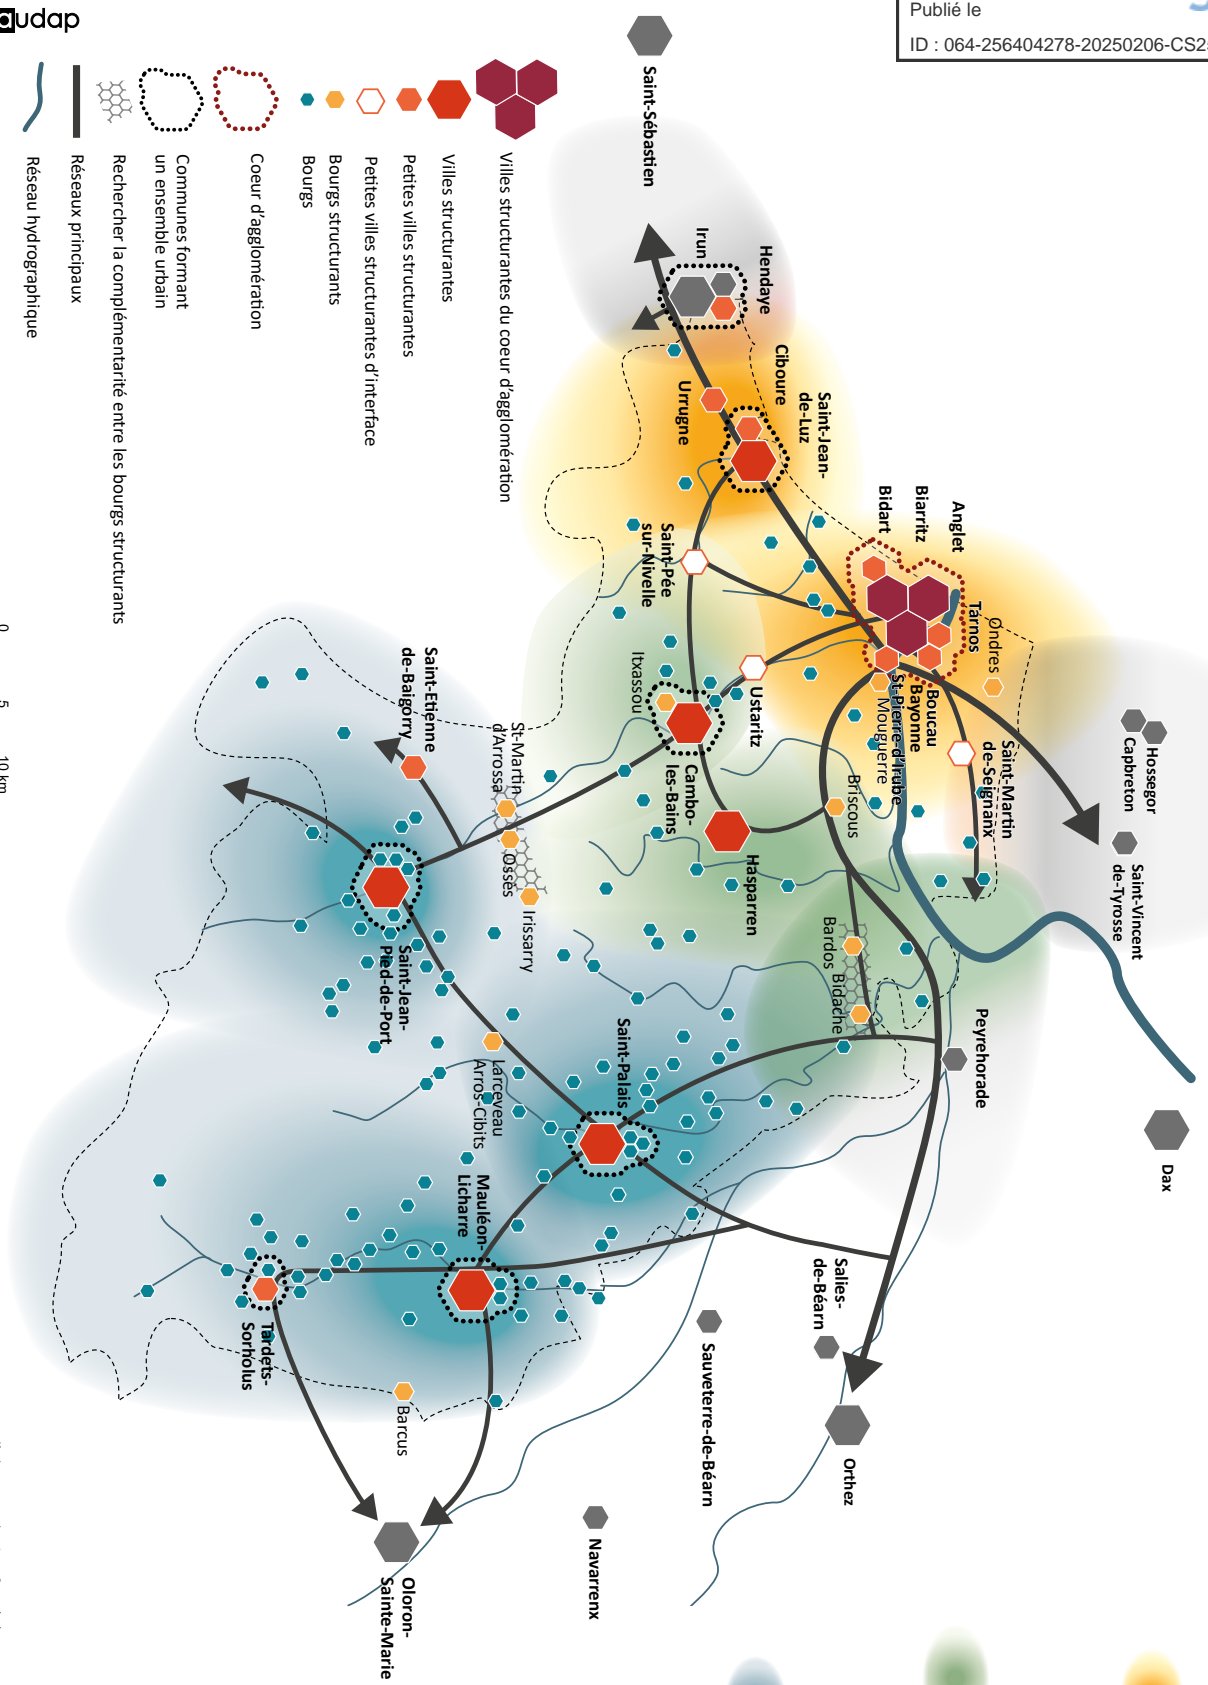 audap
Publié le
ID : 064-256404278-20250206-CS2
Villes structurantes du coeur d'agglomération
Villes structurantes
Petites villes structurantes
Petites villes structurantes d'interface
Bourgs structurants
Bourgs
Coeur d'agglomération
Communes formant
un ensemble urbain
Rechercher la complémentarité entre les bourgs structurants
Réseaux principaux
Réseau hydrographique
0
5
10 km
Saint-Sébastien
Irun
Hendaye
Ciboure
Urrugne
Saint-Jean-
de-Luz
Bidart
Biarritz
Anglet
Tarnos
Ondres
Boucau
Bayonne
St-Pierre-d'Irube
Mouguerre
Saint-Martin
de-Seignanx
Hossegor
Capbreton
Saint-Vincent
de-Tyrosse
Dax
Saint-Pée
sur-Nivelle
Ustaritz
Itxassou
Cambo-
les-Bains
Hasparren
Briscous
Bardos
Bidache
Peyrehorade
Saint-Etienne
de-Baigorry
St-Martin
d'Arrossa
Ossès
Irissarry
Saint-Jean-
Pied-de-Port
Larceveau
Arros-Cibits
Saint-Palais
Mauléon-
Licharre
Tardets-
Sorholus
Barcus
Salies-
de-Béarn
Sauveterre-de-Béarn
Orthez
Navarrenx
Oloron-
Sainte-Marie